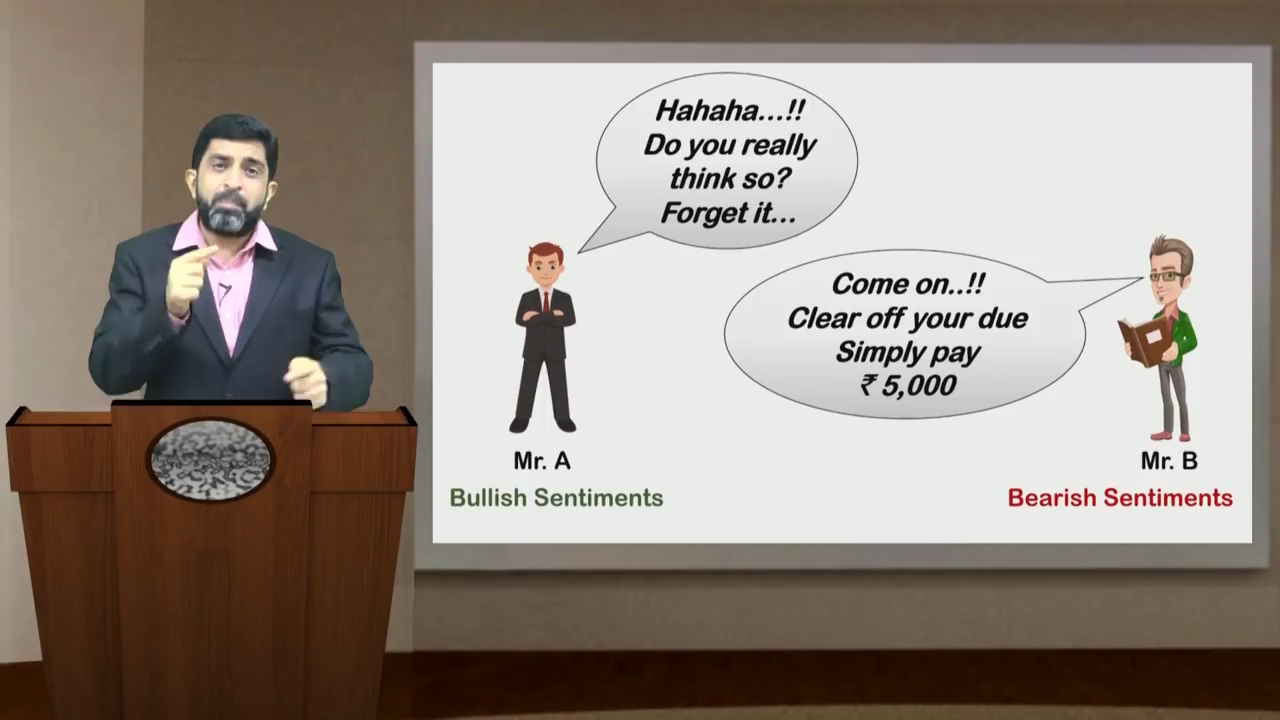 Hahaha...!!
Do you really
think so?
Forget it...
Come on..!!
Clear off your due
Simply pay
₹ 5,000
Mr. A
Mr. B
Bullish Sentiments
Bearish Sentiments